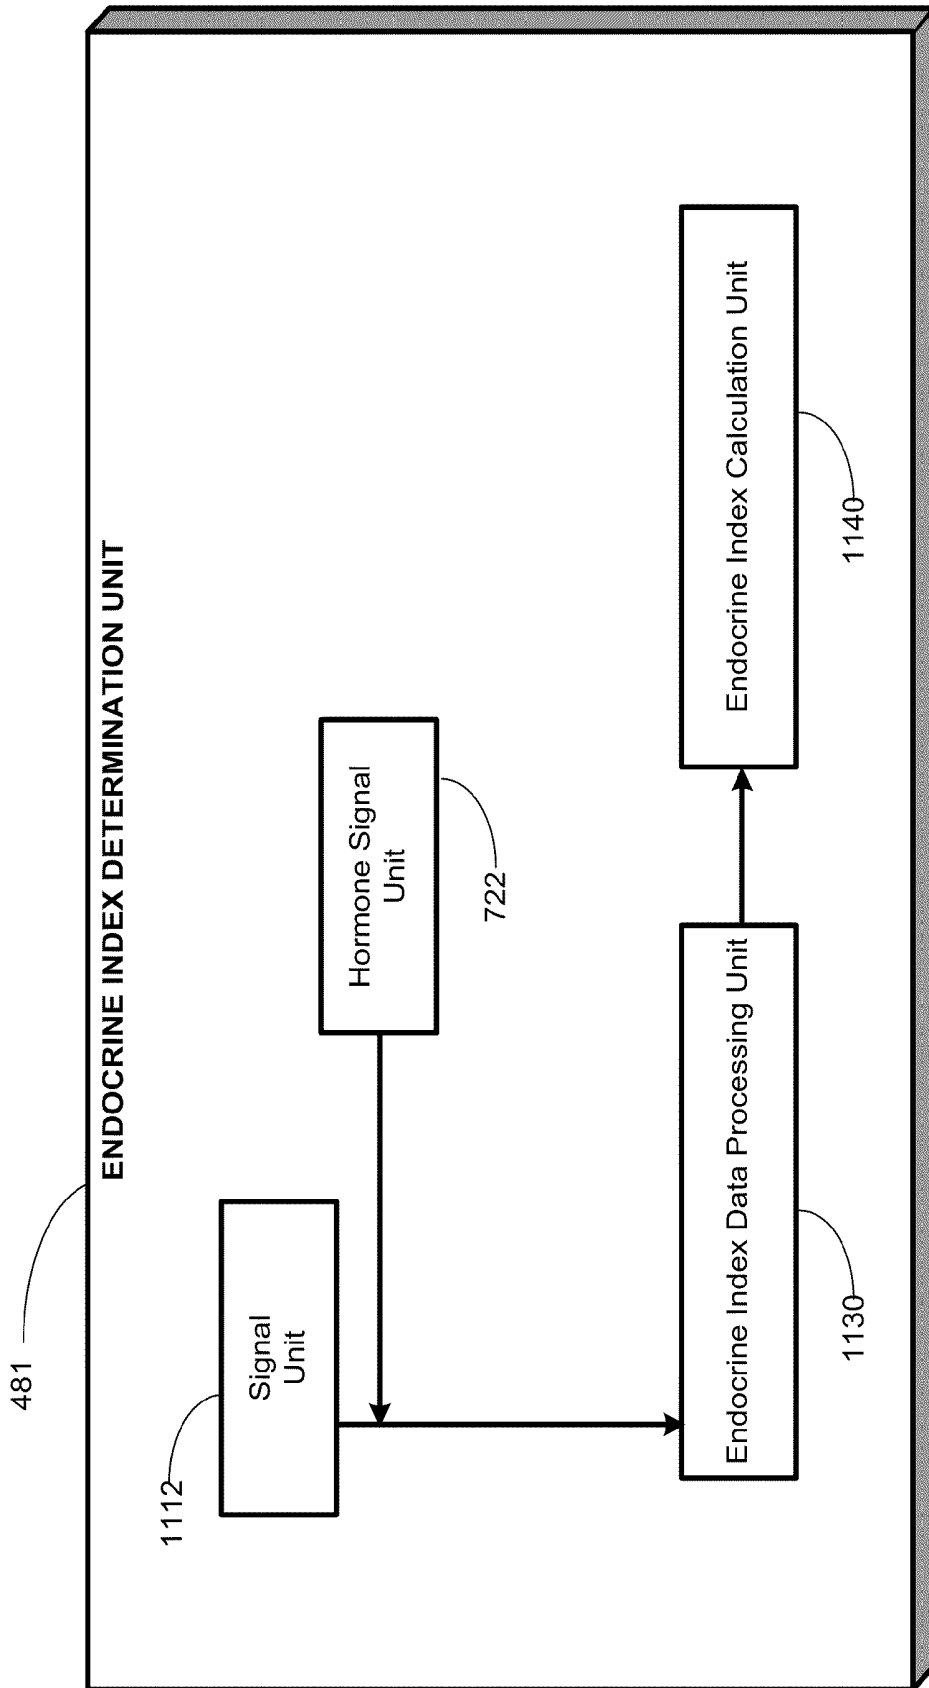 481
ENDOCRINE INDEX DETERMINATION UNIT
1112
Signal
Unit
Hormone Signal
Unit
722
Endocrine Index Data Processing Unit
1130
Endocrine Index Calculation Unit
1140